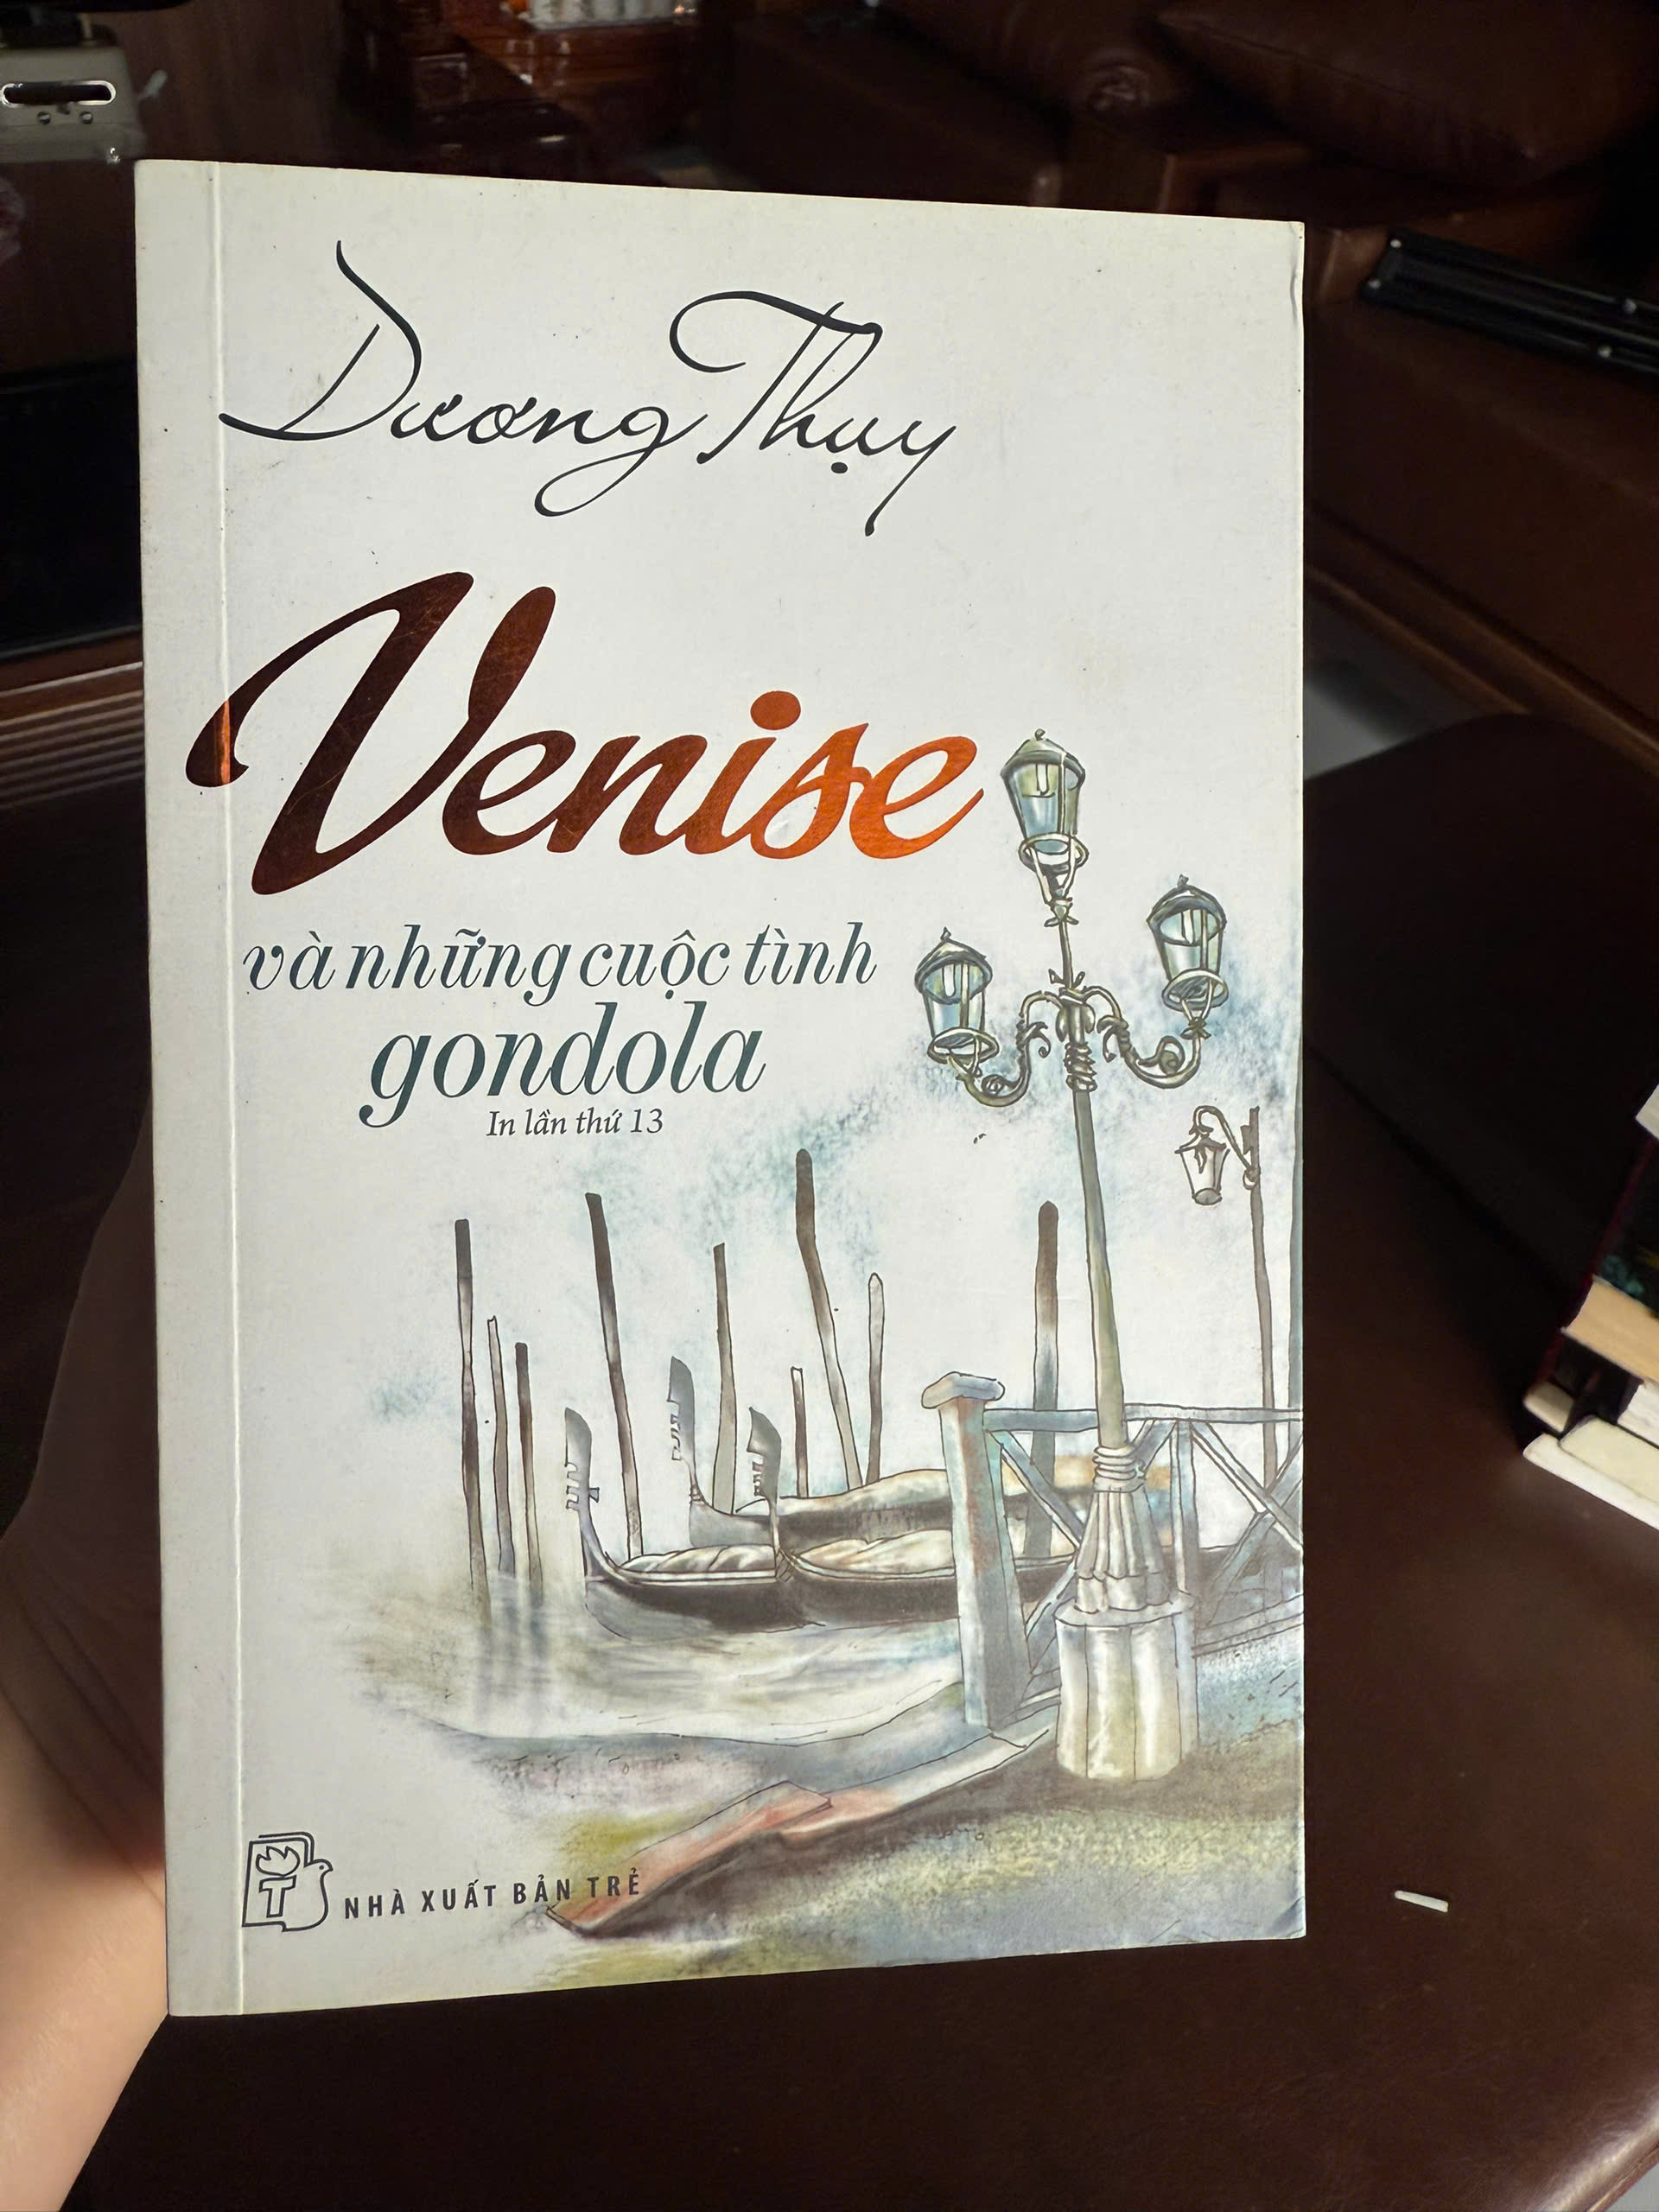 Dương Thụy
Venise
và những cuộc tình
gondola
In lần thứ 13
T
NHÀ XUẤT BẢN TRẺ